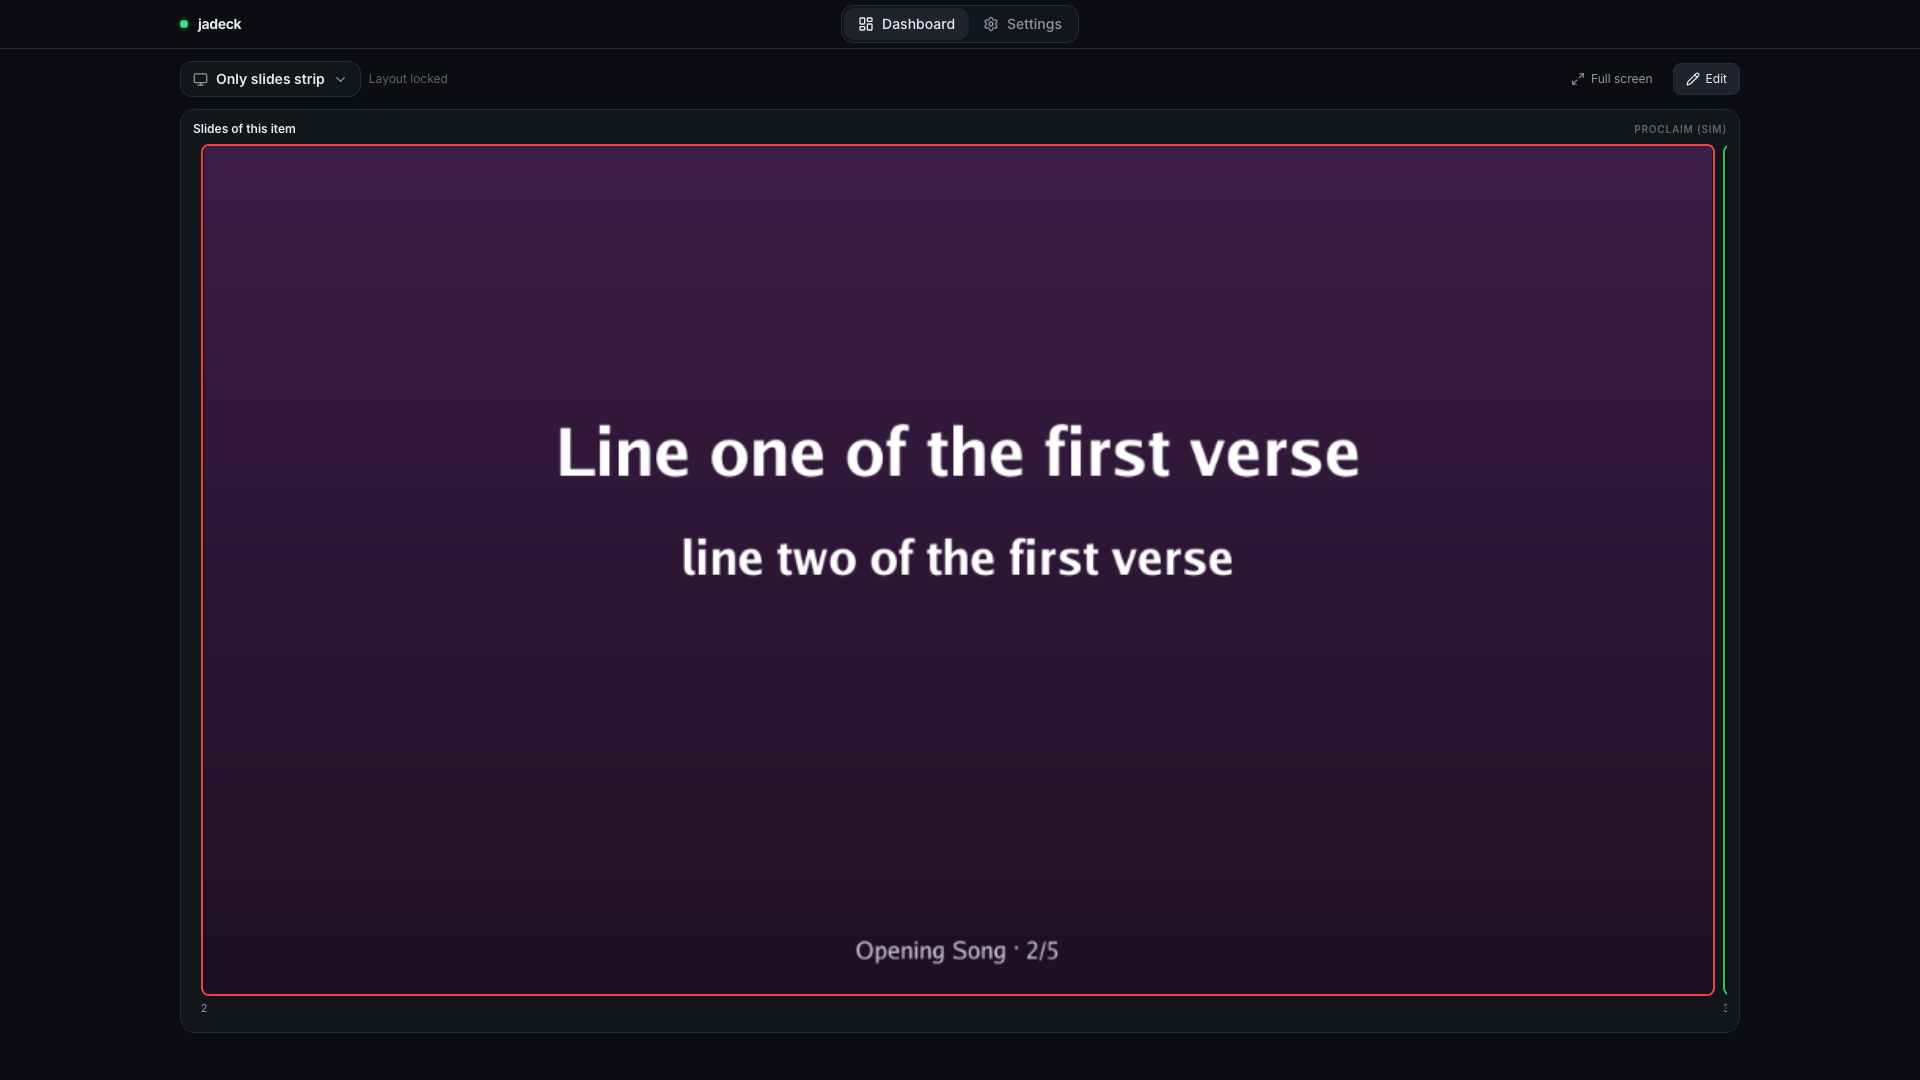 jadeck
Dashboard
Settings
Only slides strip
Layout locked
Full screen
Edit
Slides of this item
PROCLAIM (SIM)
Line one of the first verse
line two of the first verse
Opening Song · 2/5
2